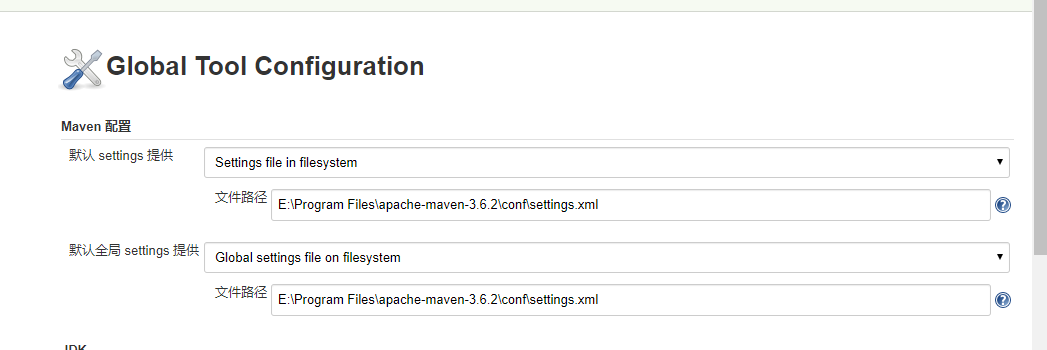 Global Tool Configuration
Maven 配置
默认 settings 提供
Settings file in filesystem
文件路径
E:\Program Files\apache-maven-3.6.2\conf\settings.xml
默认全局 settings 提供
Global settings file on filesystem
文件路径
E:\Program Files\apache-maven-3.6.2\conf\settings.xml
JDK